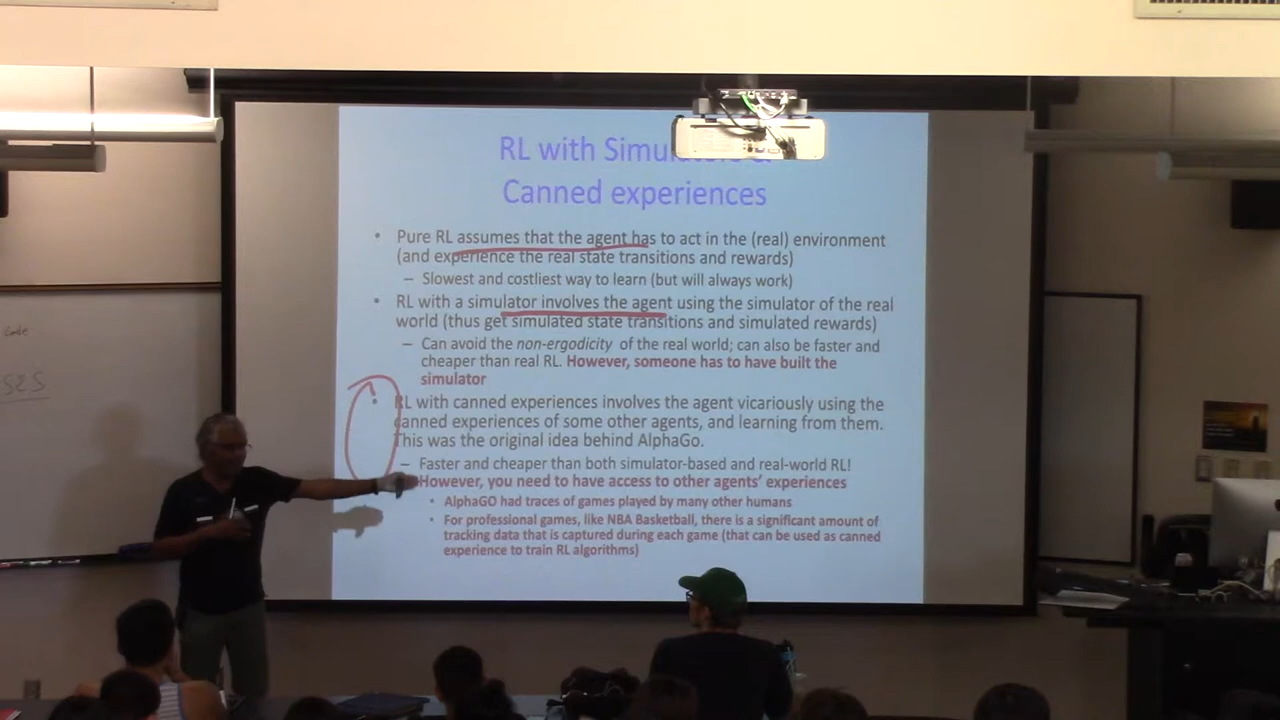 RL with
Canned experiences
• Pure RL assumes that the agent has to act in the (real) environment
(and experience the real state transitions and rewards)
– Slowest and costliest way to learn (but will always work)
• RL with a simulator involves the agent using the simulator of the real
world (thus get simulated state transitions and simulated rewards)
– Can avoid the non-ergodicity of the real world; can also be faster and
cheaper than real RL. However, someone has to have built the
simulator
• RL with canned experiences involves the agent vicariously using the
canned experiences of some other agents, and learning from them.
This was the original idea behind AlphaGo.
– Faster and cheaper than both simulator-based and real-world RL!
However, you need to have access to other agents' experiences
• AlphaGO had traces of games played by many other humans
• For professional games, like NBA Basketball, there is a significant amount of
tracking data that is captured during each game (that can be used as canned
experience to train RL algorithms)